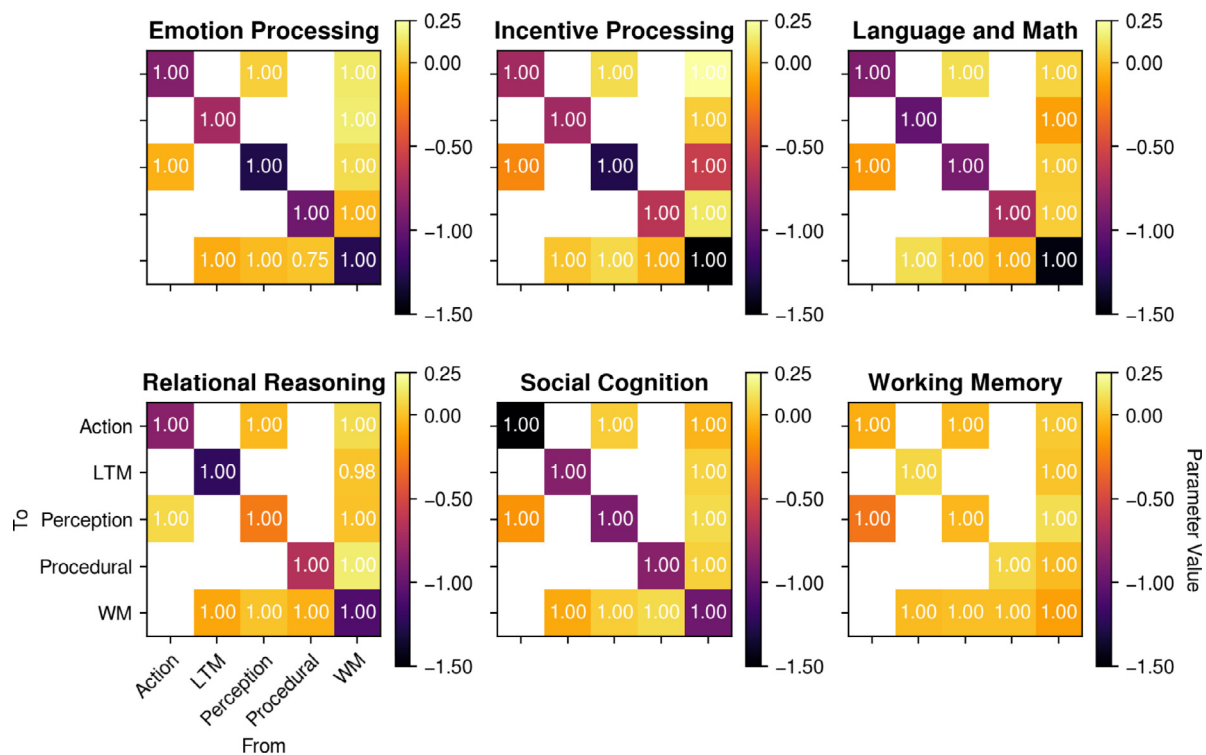 Emotion Processing
1.00 1.00 1.00
1.00 1.00
1.00 1.00 1.00
1.00 1.00
1.00 1.00 0.75 1.00
0.25
0.00
−0.50
−1.00
−1.50
Incentive Processing
1.00 1.00 1.00
1.00 1.00
1.00 1.00 1.00
1.00 1.00
1.00 1.00 1.00 1.00
0.25
0.00
−0.50
−1.00
−1.50
Language and Math
1.00 1.00 1.00
1.00 1.00
1.00 1.00 1.00
1.00 1.00
1.00 1.00 1.00 1.00
0.25
0.00
−0.50
−1.00
−1.50
Relational Reasoning
To
Action 1.00 1.00 1.00
LTM 1.00 0.98
Perception 1.00 1.00 1.00
Procedural 1.00 1.00
WM 1.00 1.00 1.00 1.00
Action LTM Perception Procedural WM
From
0.25
0.00
−0.50
−1.00
−1.50
Social Cognition
1.00 1.00 1.00
1.00 1.00
1.00 1.00 1.00
1.00 1.00
1.00 1.00 1.00 1.00
0.25
0.00
−0.50
−1.00
−1.50
Working Memory
1.00 1.00 1.00
1.00 1.00
1.00 1.00 1.00
1.00 1.00
1.00 1.00 1.00 1.00
0.25
0.00
−0.50
−1.00
−1.50
Parameter Value